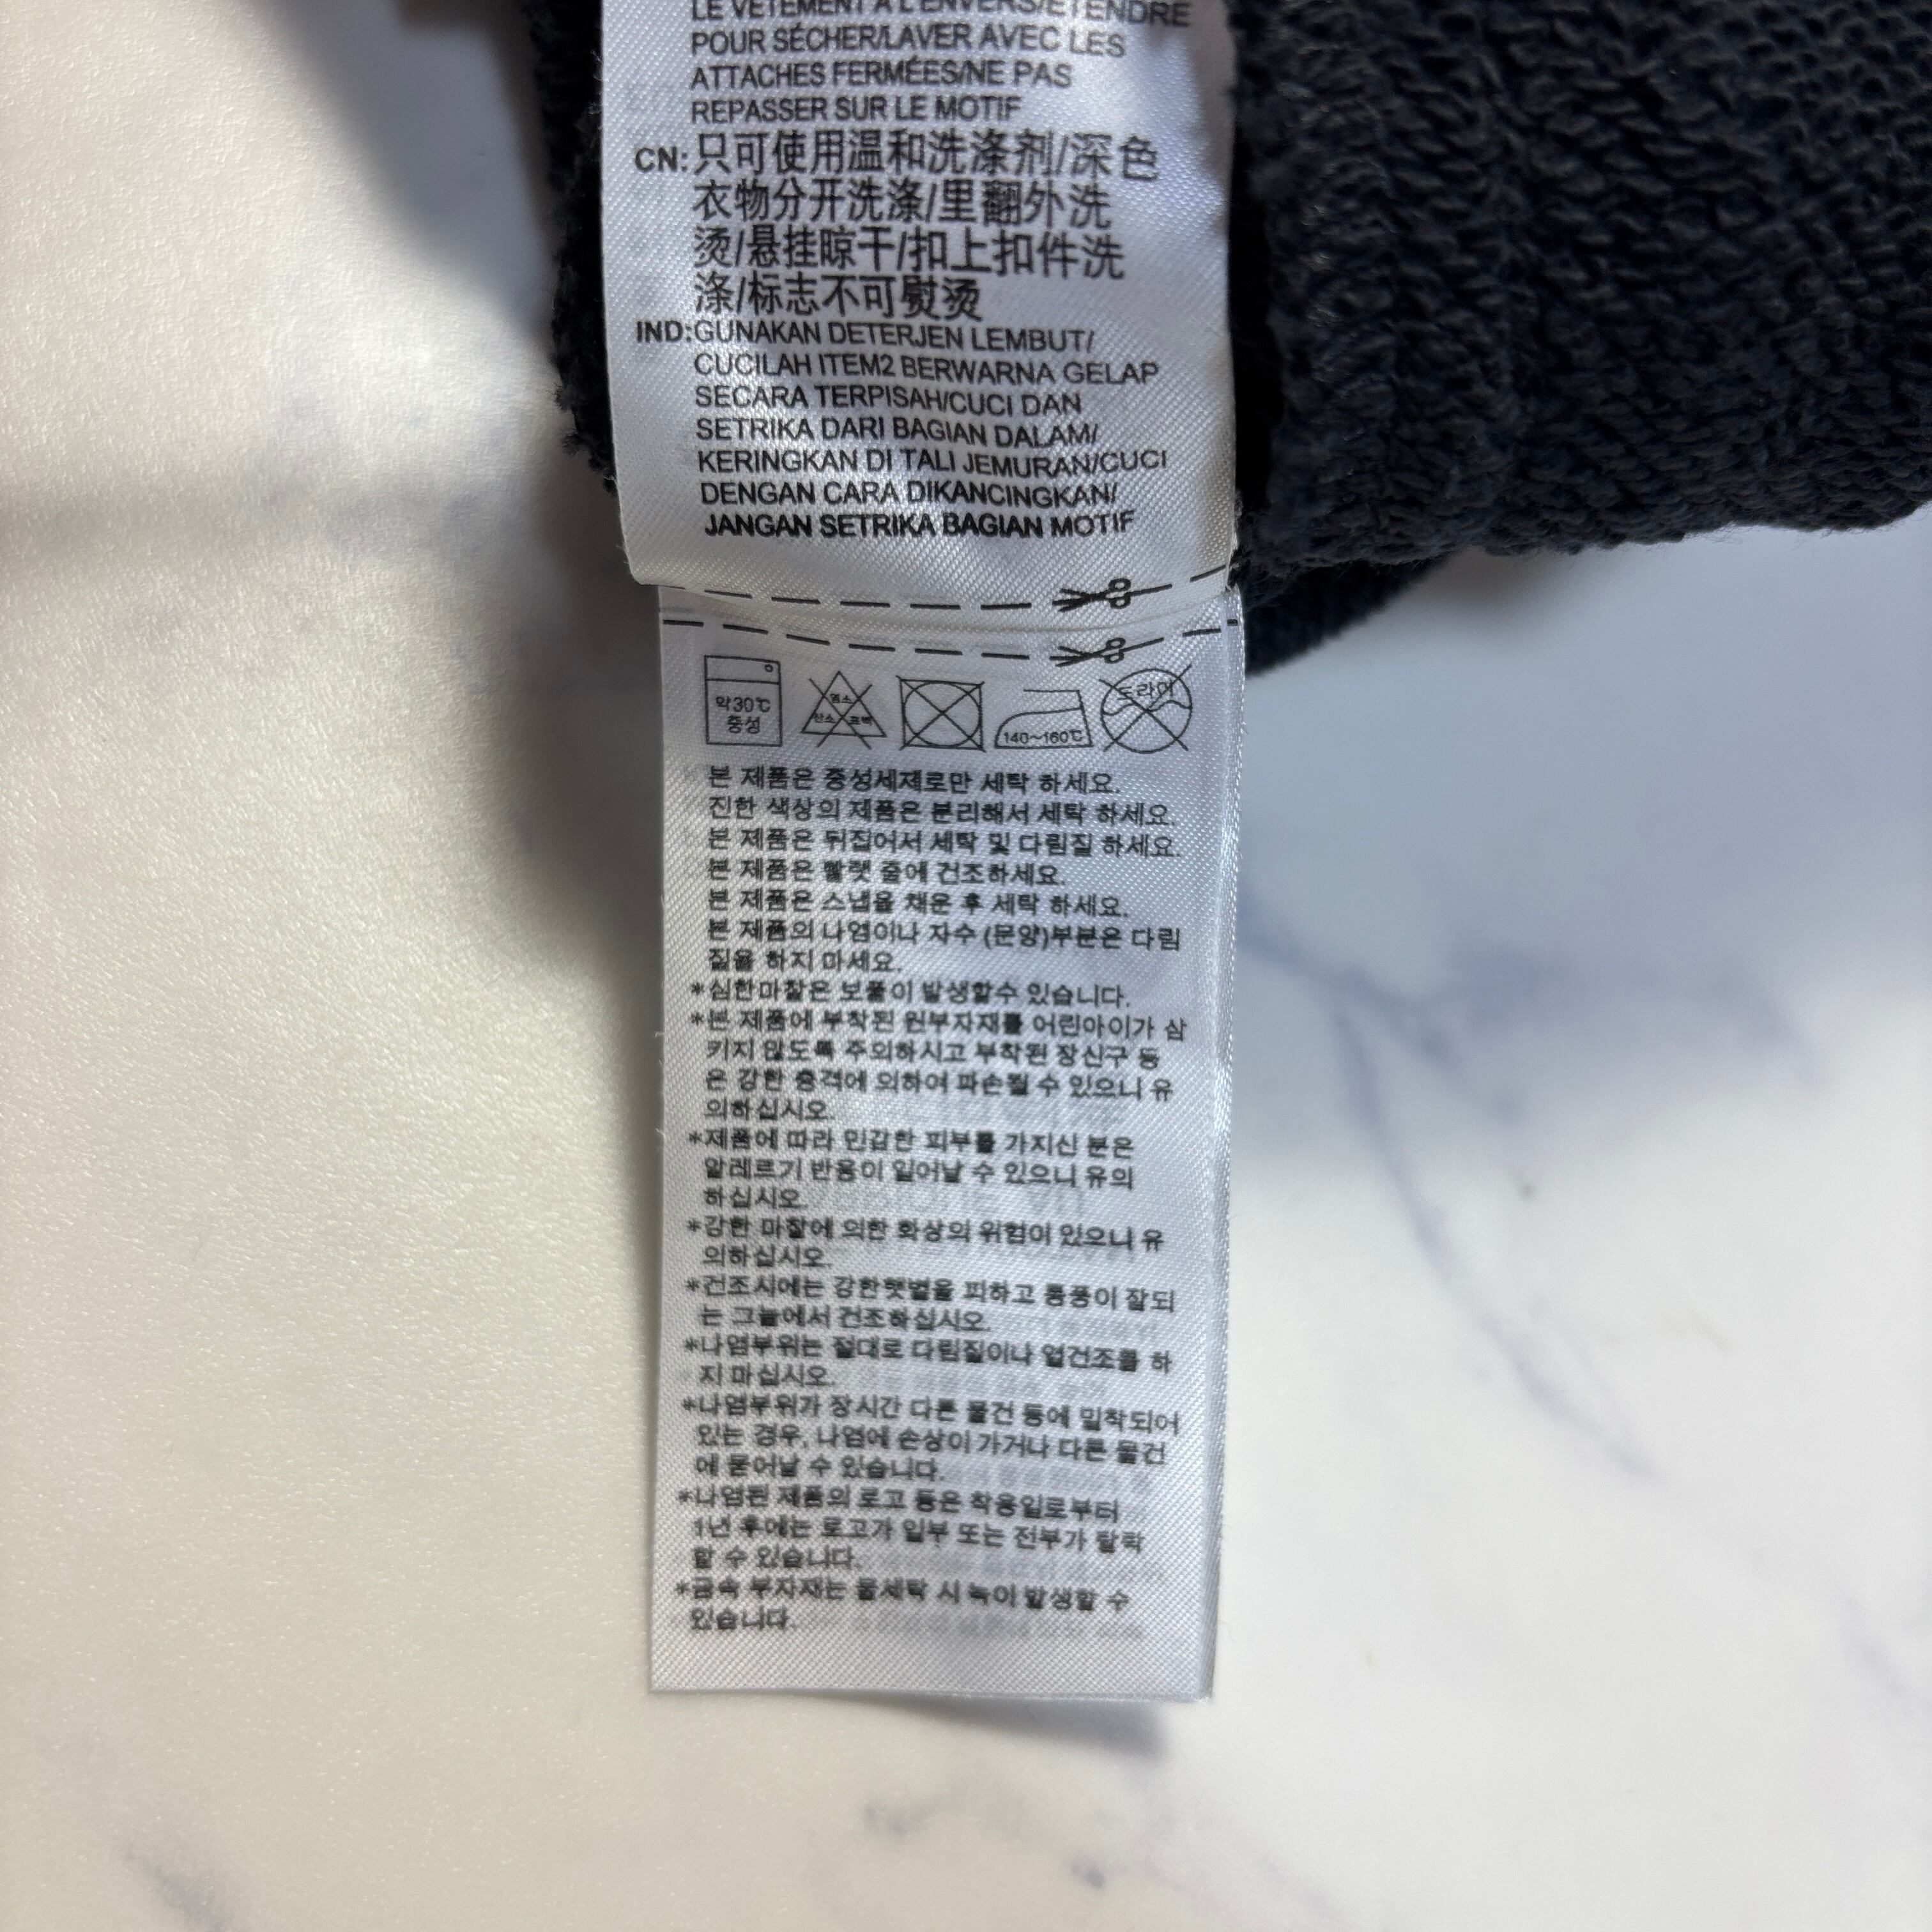 LE VÊTEMENT À L'ENVERS/ÉTENDRE
POUR SÉCHER/LAVER AVEC LES
ATTACHES FERMÉES/NE PAS
REPASSER SUR LE MOTIF
CN:只可使用温和洗涤剂/深色
衣物分开洗涤/里翻外洗
烫/悬挂晾干/扣上扣件洗
涤/标志不可熨烫
IND:GUNAKAN DETERJEN LEMBUT/
CUCILAH ITEM2 BERWARNA GELAP
SECARA TERPISAH/CUCI DAN
SETRIKA DARI BAGIAN DALAM/
KERINGKAN DI TALI JEMURAN/CUCI
DENGAN CARA DIKANCINGKAN/
JANGAN SETRIKA BAGIAN MOTIF
약30℃
중성
염소
산소 표백
140~160℃
드라이
본 제품은 중성세제로만 세탁 하세요.
진한 색상의 제품은 분리해서 세탁 하세요.
본 제품은 뒤집어서 세탁 및 다림질 하세요.
본 제품은 빨랫 줄에 건조하세요.
본 제품은 스냅을 채운 후 세탁 하세요.
본 제품의 나염이나 자수 (문양)부분은 다림
질을 하지 마세요.
*심한마찰은 보풀이 발생할수 있습니다.
*본 제품에 부착된 원부자재를 어린아이가 삼
키지 않도록 주의하시고 부착된 장신구 등
은 강한 충격에 의하여 파손될 수 있으니 유
의하십시오.
*제품에 따라 민감한 피부를 가지신 분은
알레르기 반응이 일어날 수 있으니 유의
하십시오.
*강한 마찰에 의한 화상의 위험이 있으니 유
의하십시오.
*건조시에는 강한햇볕을 피하고 통풍이 잘되
는 그늘에서 건조하십시오.
*나염부위는 절대로 다림질이나 열건조를 하
지 마십시오.
*나염부위가 장시간 다른 물건 등에 밀착되어
있는 경우, 나염에 손상이 가거나 다른 물건
에 묻어날 수 있습니다.
*나염된 제품의 로고 등은 착용일로부터
1년 후에는 로고가 일부 또는 전부가 탈락
할 수 있습니다.
*금속 부자재는 물세탁 시 녹이 발생할 수
있습니다.